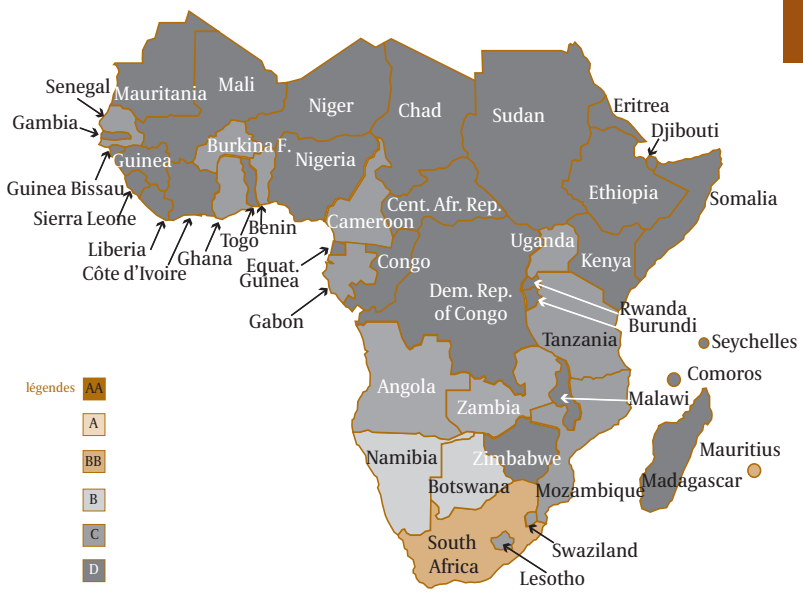 Senegal
Mauritania
Mali
Niger
Chad
Sudan
Eritrea
Gambia
Djibouti
Burkina F.
Guinea
Nigeria
Guinea Bissau
Ethiopia
Somalia
Sierra Leone
Cent. Afr. Rep.
Benin
Cameroon
Liberia
Togo
Ghana
Côte d'Ivoire
Uganda
Equat.
Guinea
Congo
Kenya
Dem. Rep.
of Congo
Gabon
Rwanda
Burundi
Tanzania
Seychelles
Comoros
légendes
AA
Angola
Zambia
Malawi
A
Mauritius
BB
Namibia
Zimbabwe
Botswana
Mozambique
Madagascar
B
C
South
Africa
Swaziland
D
Lesotho